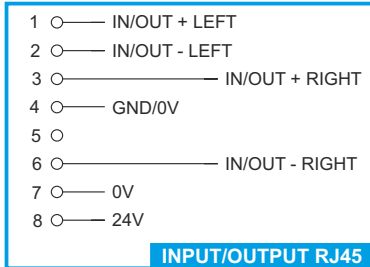 1 IN/OUT + LEFT
2 IN/OUT - LEFT
3 IN/OUT + RIGHT
4 GND/0V
5
6 IN/OUT - RIGHT
7 0V
8 24V
INPUT/OUTPUT RJ45